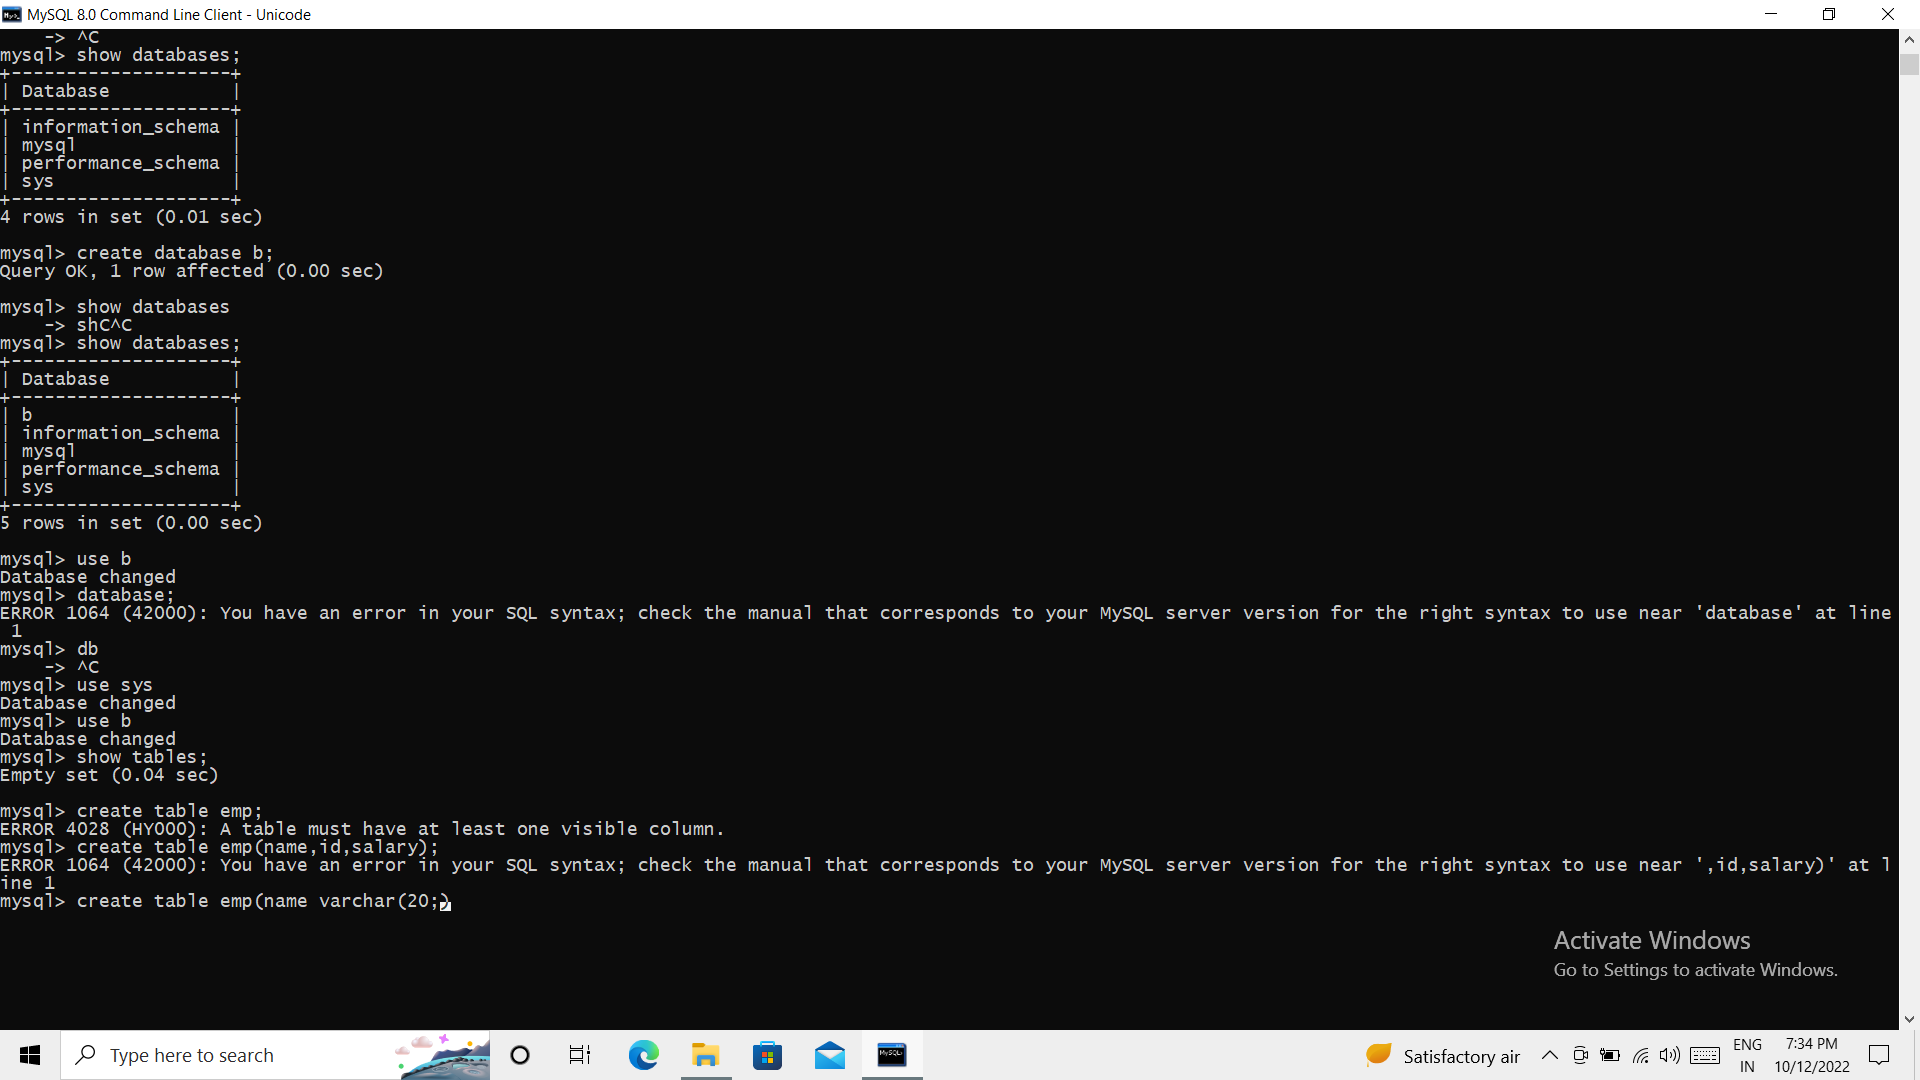 MySQL 8.0 Command Line Client - Unicode
    -> ^C
mysql> show databases;
+--------------------+
| Database           |
+--------------------+
| information_schema |
| mysql              |
| performance_schema |
| sys                |
+--------------------+
4 rows in set (0.01 sec)

mysql> create database b;
Query OK, 1 row affected (0.00 sec)

mysql> show databases
    -> shC^C
mysql> show databases;
+--------------------+
| Database           |
+--------------------+
| b                  |
| information_schema |
| mysql              |
| performance_schema |
| sys                |
+--------------------+
5 rows in set (0.00 sec)

mysql> use b
Database changed
mysql> database;
ERROR 1064 (42000): You have an error in your SQL syntax; check the manual that corresponds to your MySQL server version for the right syntax to use near 'database' at line
 1
mysql> db
    -> ^C
mysql> use sys
Database changed
mysql> use b
Database changed
mysql> show tables;
Empty set (0.04 sec)

mysql> create table emp;
ERROR 4028 (HY000): A table must have at least one visible column.
mysql> create table emp(name,id,salary);
ERROR 1064 (42000): You have an error in your SQL syntax; check the manual that corresponds to your MySQL server version for the right syntax to use near ',id,salary)' at l
ine 1
mysql> create table emp(name varchar(20;)
Activate Windows
Go to Settings to activate Windows.
Type here to search
Satisfactory air
ENG
IN
7:34 PM
10/12/2022